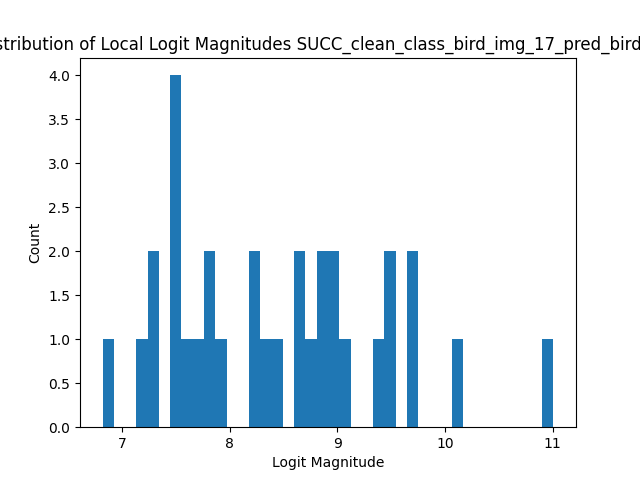 stribution of Local Logit Magnitudes SUCC_clean_class_bird_img_17_pred_bird
4.0
3.5
3.0
2.5
2.0
1.5
1.0
0.5
0.0
Count
7 8 9 10 11
Logit Magnitude